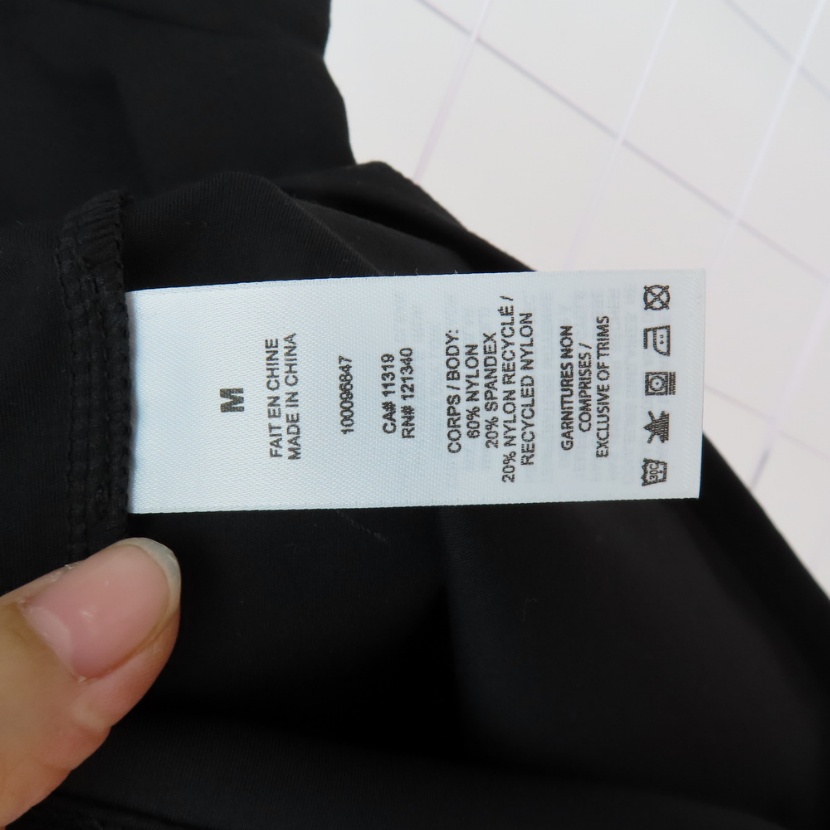 M
FAIT EN CHINE
MADE IN CHINA
100096847
CA# 11319
RN# 121340
CORPS / BODY:
60% NYLON
20% SPANDEX
20% NYLON RECYCLÉ /
RECYCLED NYLON
GARNITURES NON
COMPRISES /
EXCLUSIVE OF TRIMS
30C